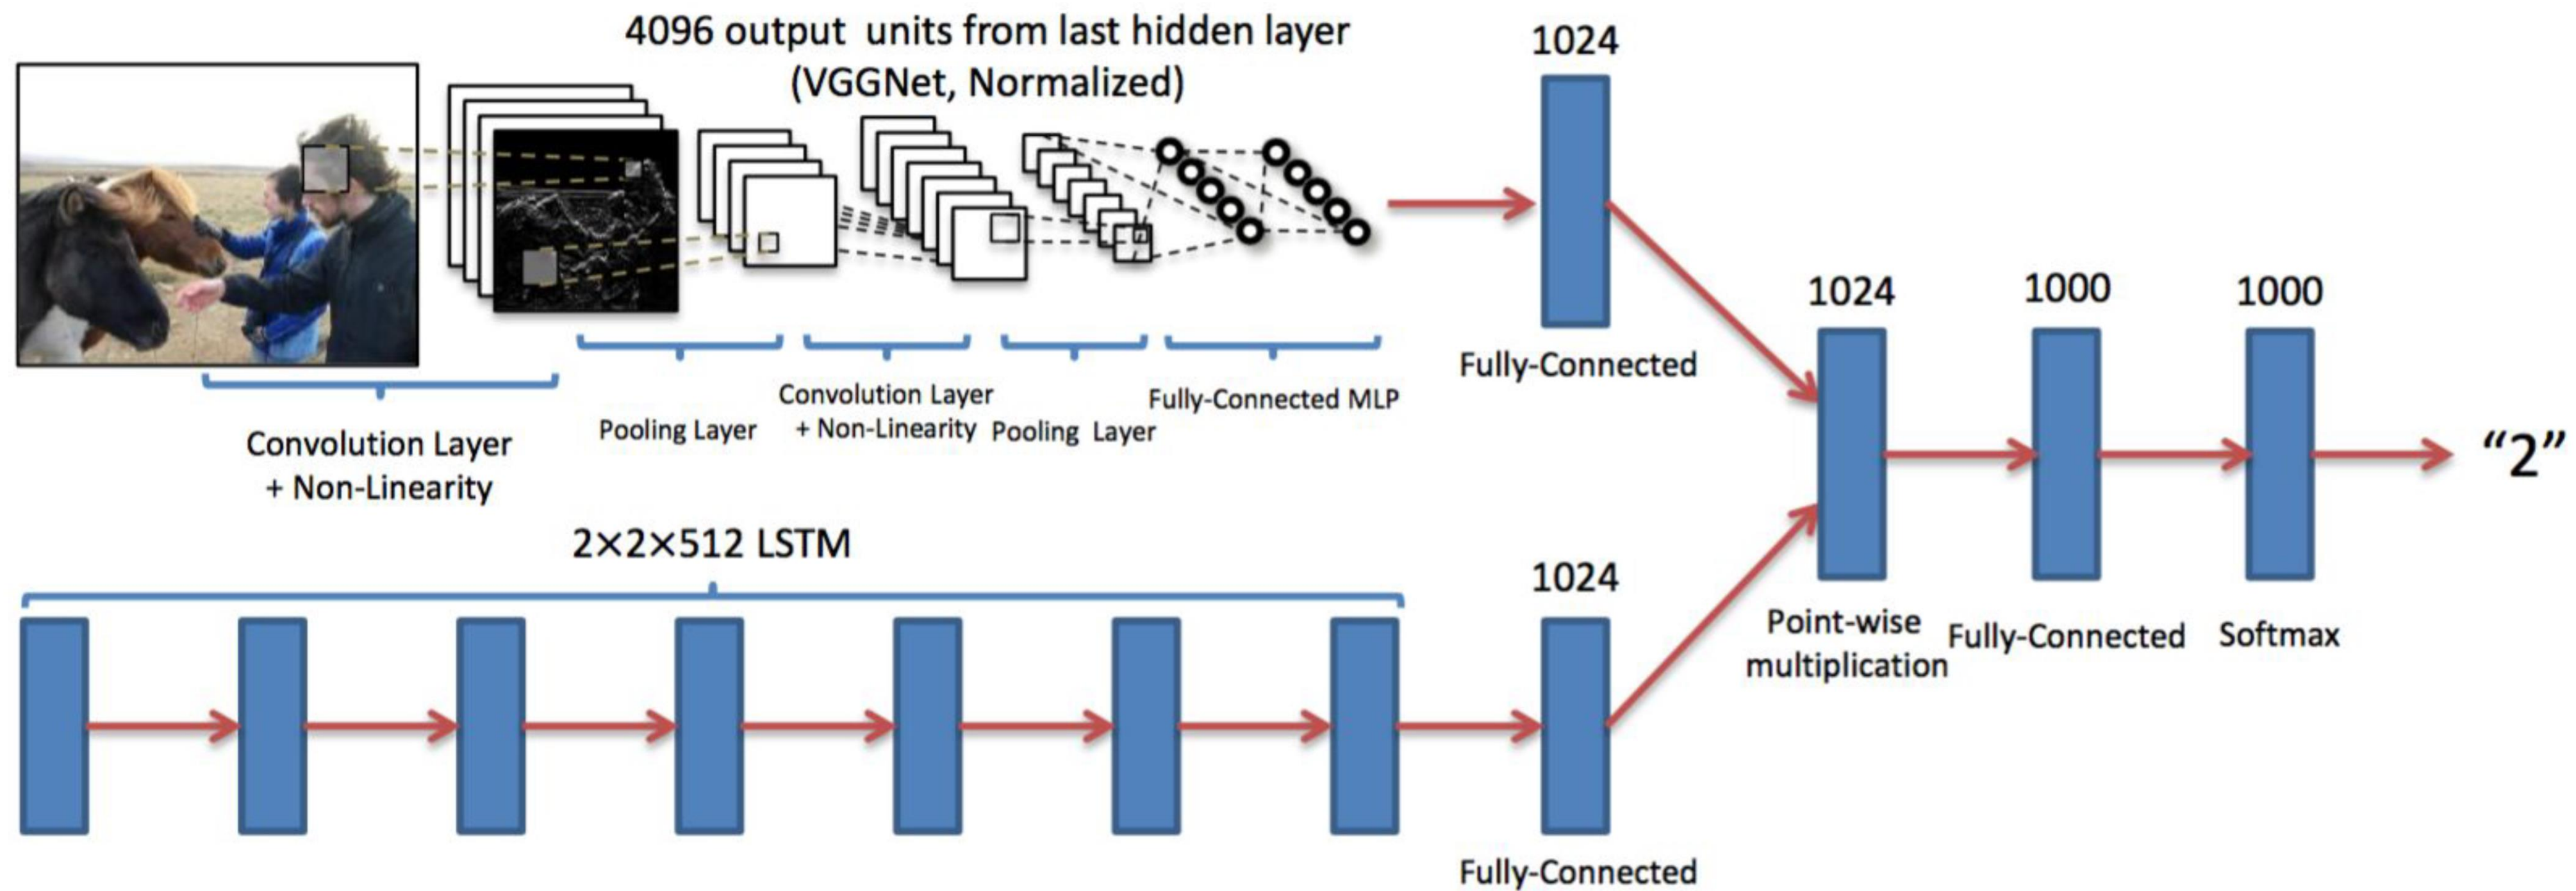 4096 output units from last hidden layer
(VGGNet, Normalized)
1024
Fully-Connected
Convolution Layer
+ Non-Linearity
Pooling Layer
Convolution Layer
+ Non-Linearity
Pooling Layer
Fully-Connected MLP
2×2×512 LSTM
1024
Fully-Connected
1024
Point-wise
multiplication
1000
Fully-Connected
1000
Softmax
“2”